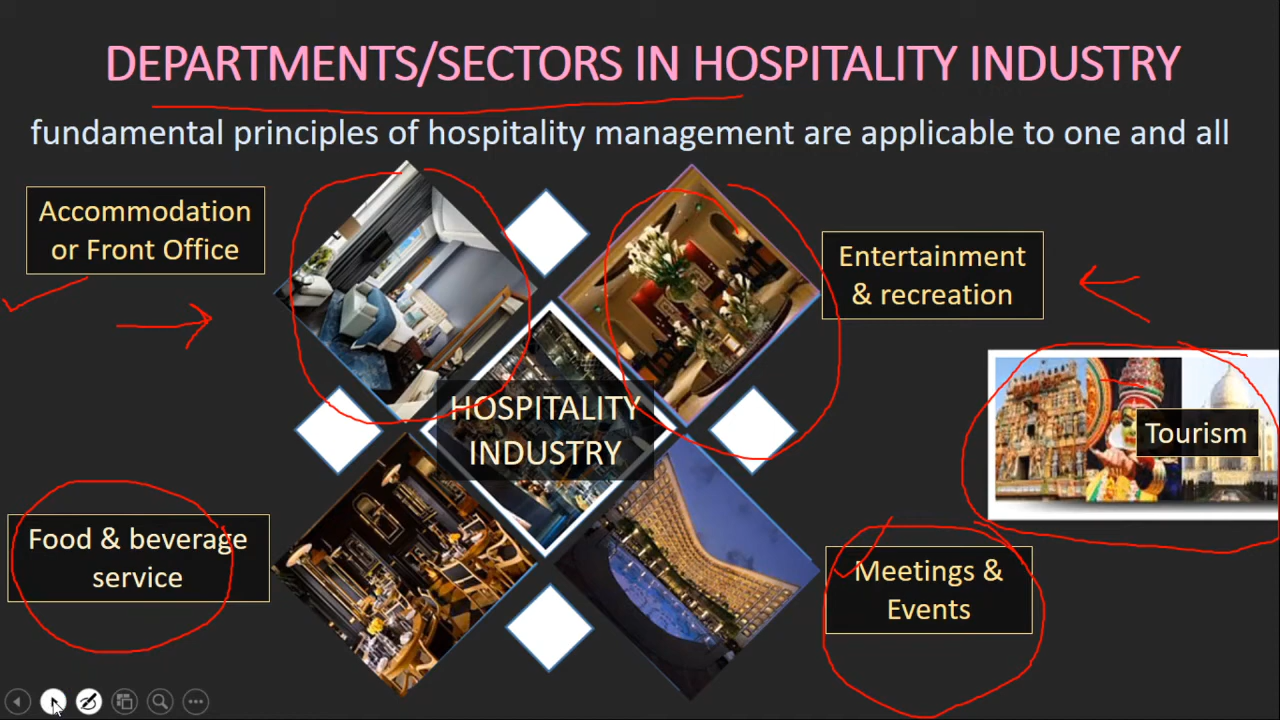 DEPARTMENTS/SECTORS IN HOSPITALITY INDUSTRY
fundamental principles of hospitality management are applicable to one and all
Accommodation
or Front Office
Entertainment
& recreation
HOSPITALITY
INDUSTRY
Tourism
Food & beverage
service
Meetings &
Events